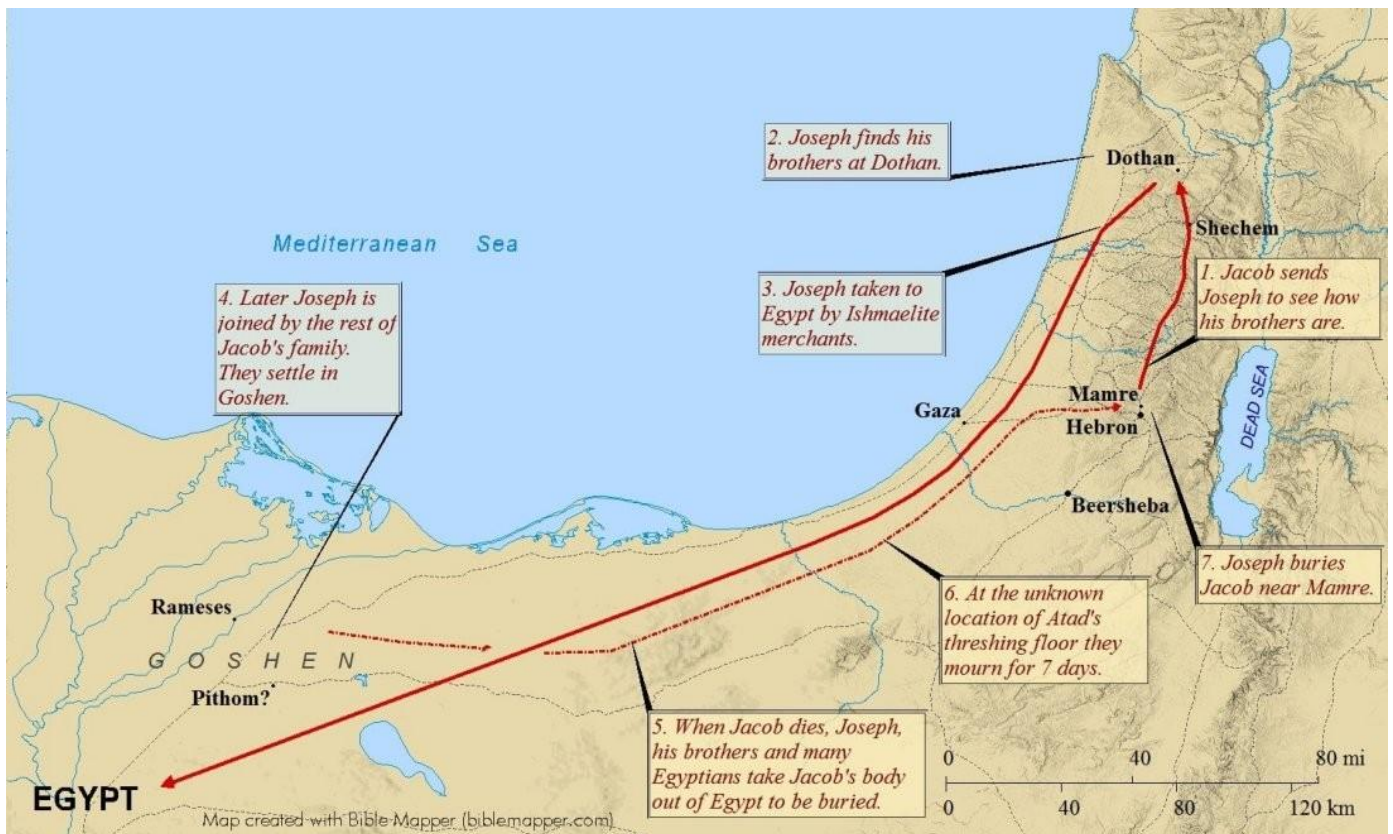 2. Joseph finds his
brothers at Dothan.
Dothan
Mediterranean Sea
Shechem
4. Later Joseph is
joined by the rest of
Jacob's family.
They settle in
Goshen.
3. Joseph taken to
Egypt by Ishmaelite
merchants.
1. Jacob sends
Joseph to see how
his brothers are.
Mamre
Gaza
Hebron
DEAD SEA
Beersheba
7. Joseph buries
Jacob near Mamre.
6. At the unknown
location of Atad's
threshing floor they
mourn for 7 days.
Rameses
GOSHEN
Pithom?
5. When Jacob dies, Joseph,
his brothers and many
Egyptians take Jacob's body
out of Egypt to be buried.
0 40 80 mi
0 40 80 120 km
EGYPT
Map created with Bible Mapper (biblemapper.com)